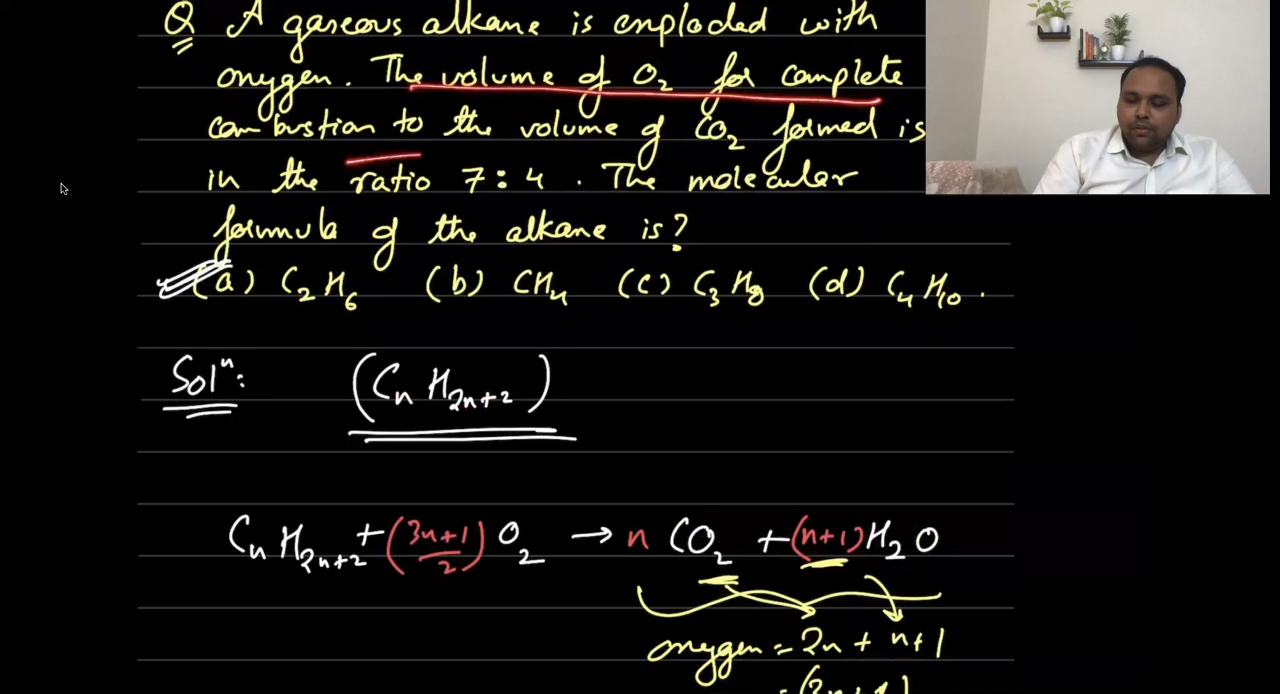 Q A gaseous alkane is exploded with
oxygen. The volume of O2 for complete
combustion to the volume of CO2 formed is
in the ratio 7:4. The molecular
formula of the alkane is?
(a) C2H6 (b) CH4 (c) C3H8 (d) C4H10.
Solⁿ: (CnH2n+2)
CnH2n+2 + (3n+1)/2 O2 → n CO2 + (n+1)H2O
oxygen = 2n + n+1
= (3n+1)